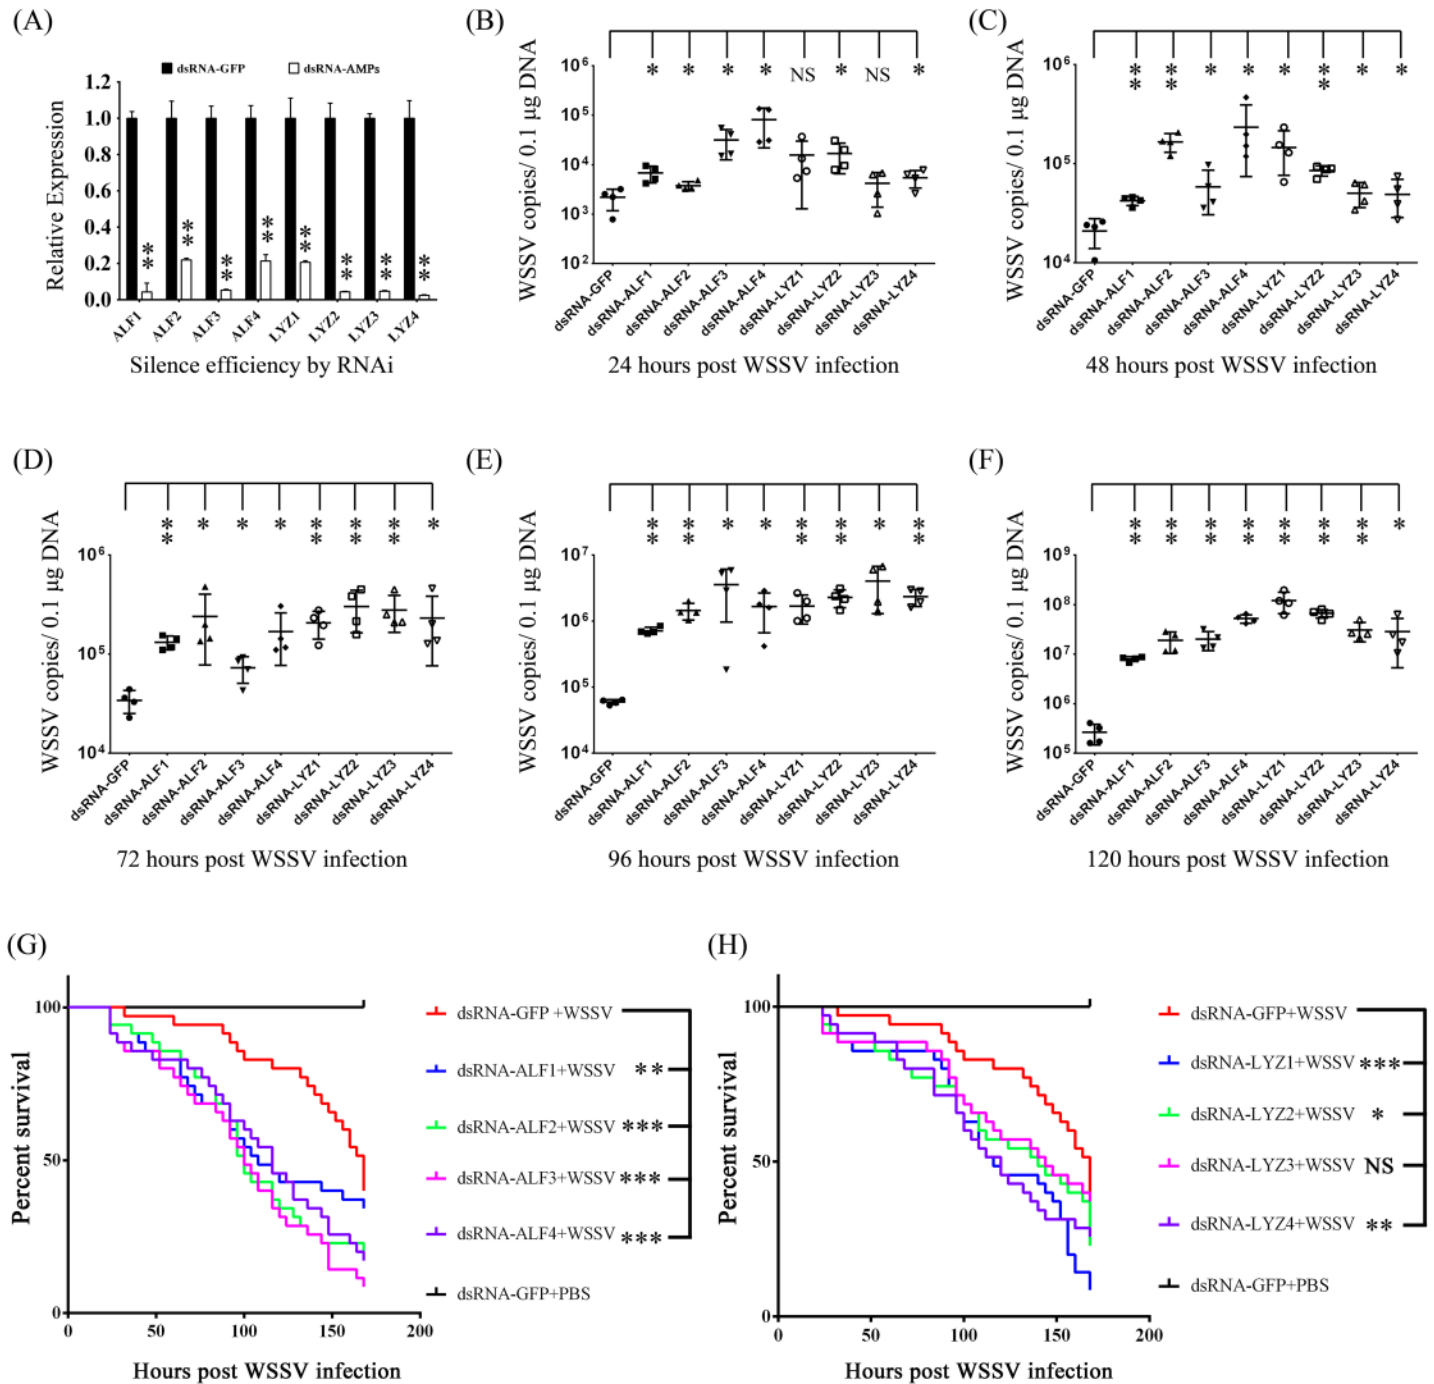 (A)
dsRNA-GFP dsRNA-AMPs
Relative Expression
1.2
1.0
0.8
0.6
0.4
0.2
0.0
** ** ** ** ** ** ** **
ALF1 ALF2 ALF3 ALF4 LYZ1 LYZ2 LYZ3 LYZ4
Silence efficiency by RNAi
(B)
WSSV copies/ 0.1 µg DNA
* * * * NS * NS *
10⁶
10⁵
10⁴
10³
10²
dsRNA-GFP dsRNA-ALF1 dsRNA-ALF2 dsRNA-ALF3 dsRNA-ALF4 dsRNA-LYZ1 dsRNA-LYZ2 dsRNA-LYZ3 dsRNA-LYZ4
24 hours post WSSV infection
(C)
WSSV copies/ 0.1 µg DNA
** ** * * * ** * *
10⁶
10⁵
10⁴
dsRNA-GFP dsRNA-ALF1 dsRNA-ALF2 dsRNA-ALF3 dsRNA-ALF4 dsRNA-LYZ1 dsRNA-LYZ2 dsRNA-LYZ3 dsRNA-LYZ4
48 hours post WSSV infection
(D)
WSSV copies/ 0.1 µg DNA
** * * * ** ** ** *
10⁶
10⁵
10⁴
dsRNA-GFP dsRNA-ALF1 dsRNA-ALF2 dsRNA-ALF3 dsRNA-ALF4 dsRNA-LYZ1 dsRNA-LYZ2 dsRNA-LYZ3 dsRNA-LYZ4
72 hours post WSSV infection
(E)
WSSV copies/ 0.1 µg DNA
** ** * * ** ** * **
10⁷
10⁶
10⁵
10⁴
dsRNA-GFP dsRNA-ALF1 dsRNA-ALF2 dsRNA-ALF3 dsRNA-ALF4 dsRNA-LYZ1 dsRNA-LYZ2 dsRNA-LYZ3 dsRNA-LYZ4
96 hours post WSSV infection
(F)
WSSV copies/ 0.1 µg DNA
** ** ** ** ** ** ** *
10⁹
10⁸
10⁷
10⁶
10⁵
dsRNA-GFP dsRNA-ALF1 dsRNA-ALF2 dsRNA-ALF3 dsRNA-ALF4 dsRNA-LYZ1 dsRNA-LYZ2 dsRNA-LYZ3 dsRNA-LYZ4
120 hours post WSSV infection
(G)
Percent survival
100
50
0
0 50 100 150 200
Hours post WSSV infection
dsRNA-GFP +WSSV
dsRNA-ALF1+WSSV **
dsRNA-ALF2+WSSV ***
dsRNA-ALF3+WSSV ***
dsRNA-ALF4+WSSV ***
dsRNA-GFP+PBS
(H)
Percent survival
100
50
0
0 50 100 150 200
Hours post WSSV infection
dsRNA-GFP+WSSV
dsRNA-LYZ1+WSSV ***
dsRNA-LYZ2+WSSV *
dsRNA-LYZ3+WSSV NS
dsRNA-LYZ4+WSSV **
dsRNA-GFP+PBS